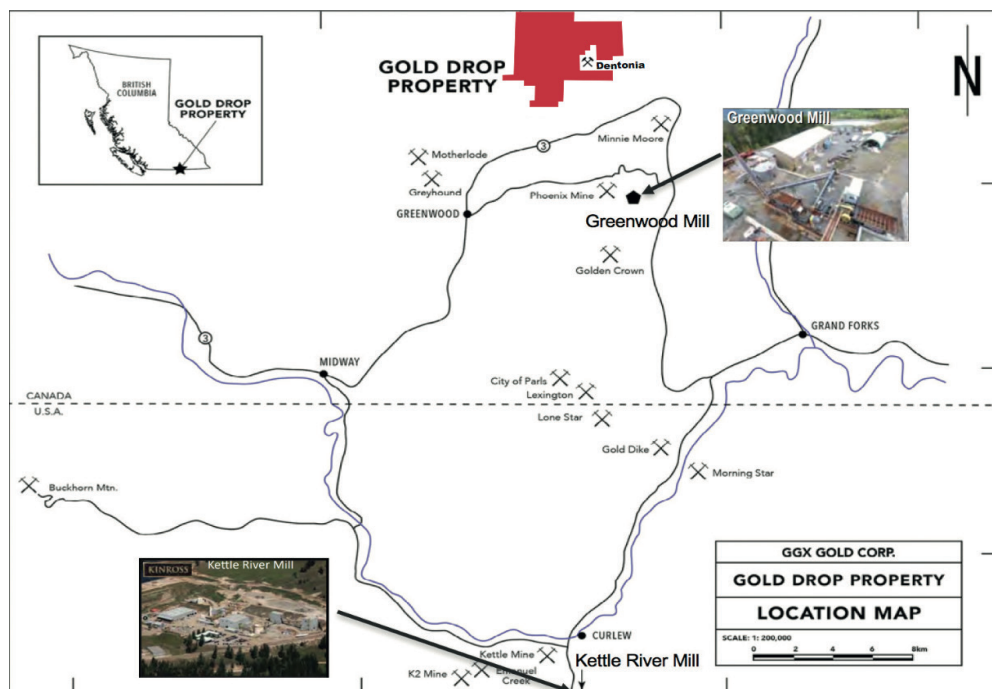 GOLD DROP
PROPERTY
Dentonia
N
BRITISH
COLUMBIA
GOLD DROP
PROPERTY
3
Minnie Moore
Greenwood Mill
Motherlode
Greyhound
Phoenix Mine
GREENWOOD
Greenwood Mill
Golden Crown
GRAND FORKS
3
MIDWAY
City of Parls
Lexington
CANADA
U.S.A.
Lone Star
Gold Dike
Morning Star
Buckhorn Mtn.
KINROSS
Kettle River Mill
GGX GOLD CORP.
GOLD DROP PROPERTY
LOCATION MAP
SCALE: 1: 200,000
0 2 4 6 8km
CURLEW
Kettle Mine
Kettle River Mill
K2 Mine
Emanuel
Creek